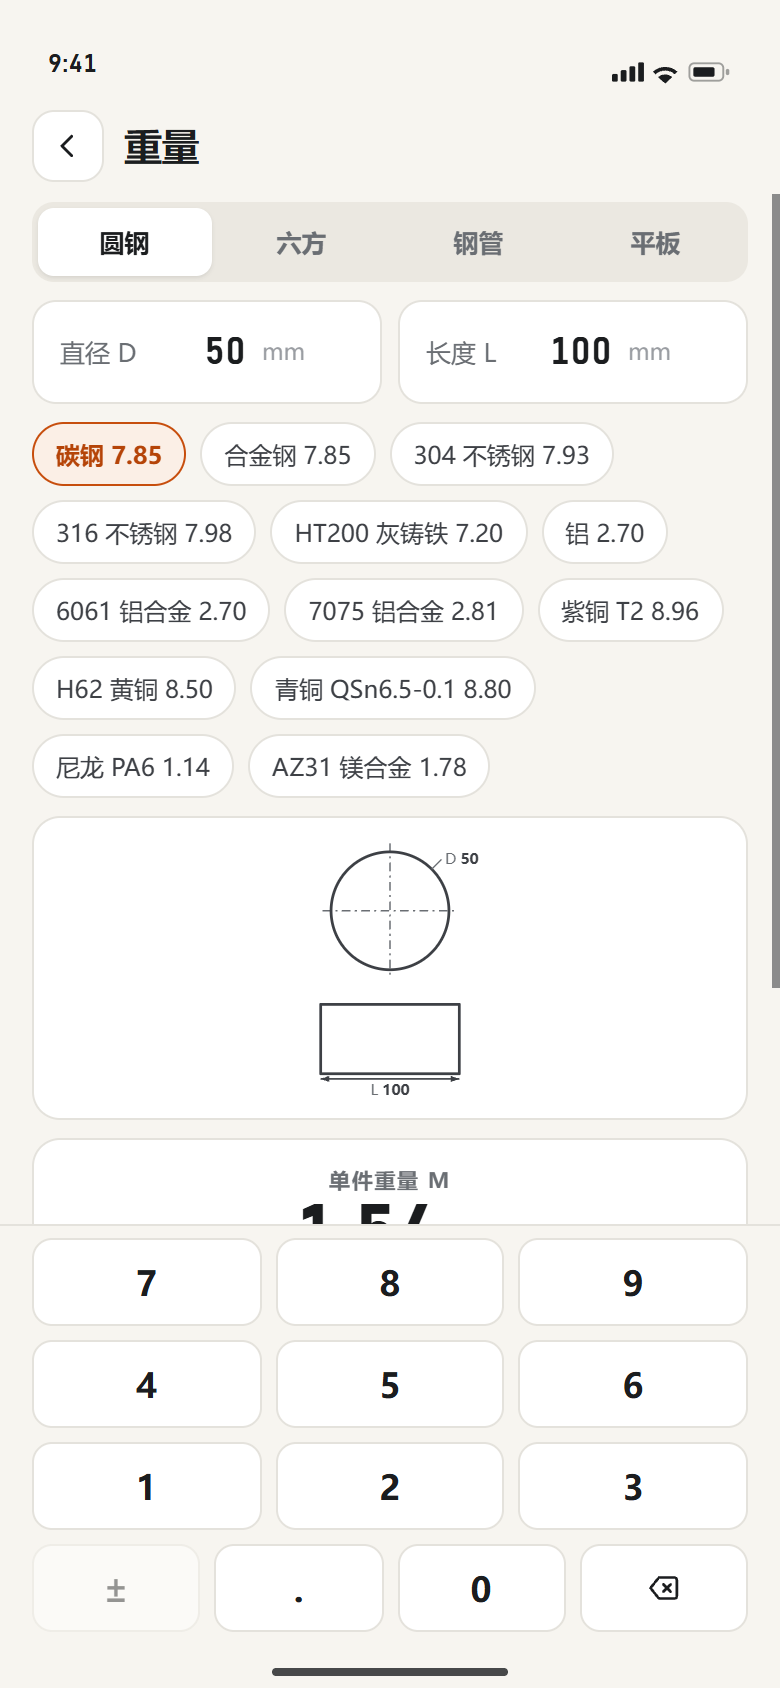 9:41
重量
圆钢 六方 钢管 平板
直径 D 50 mm 长度 L 100 mm
碳钢 7.85 合金钢 7.85 304 不锈钢 7.93
316 不锈钢 7.98 HT200 灰铸铁 7.20 铝 2.70
6061 铝合金 2.70 7075 铝合金 2.81 紫铜 T2 8.96
H62 黄铜 8.50 青铜 QSn6.5-0.1 8.80
尼龙 PA6 1.14 AZ31 镁合金 1.78
D 50
L 100
单件重量 M
7 8 9
4 5 6
1 2 3
± . 0